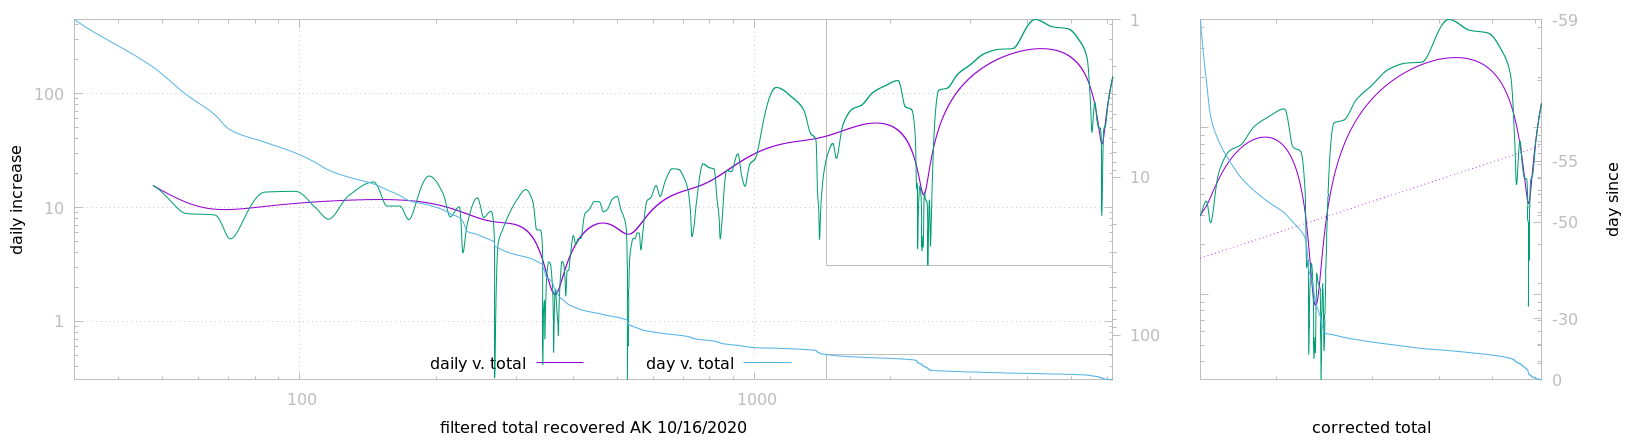 daily increase
100
10
1
100
1000
1
10
100
daily v. total
day v. total
filtered total recovered AK 10/16/2020
-59
-55
-50
-30
0
day since
corrected total